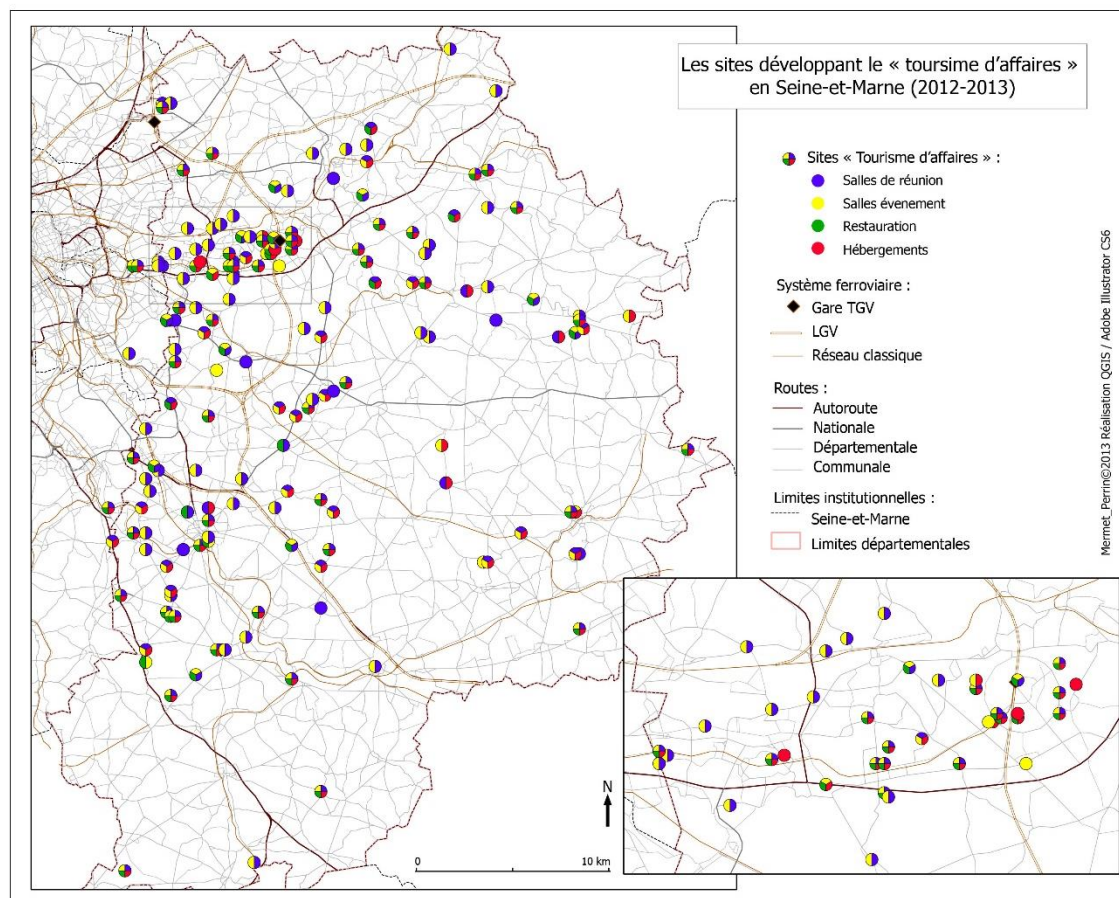 Les sites développant le « toursime d'affaires »
en Seine-et-Marne (2012-2013)
Sites « Tourisme d'affaires » :
Salles de réunion
Salles évenement
Restauration
Hébergements
Système ferroviaire :
Gare TGV
LGV
Réseau classique
Routes :
Autoroute
Nationale
Départementale
Communale
Limites institutionnelles :
Seine-et-Marne
Limites départementales
Mermet_Perrin©2013 Réalisation QGIS / Adobe Illustrator CS6
N
0 10 km